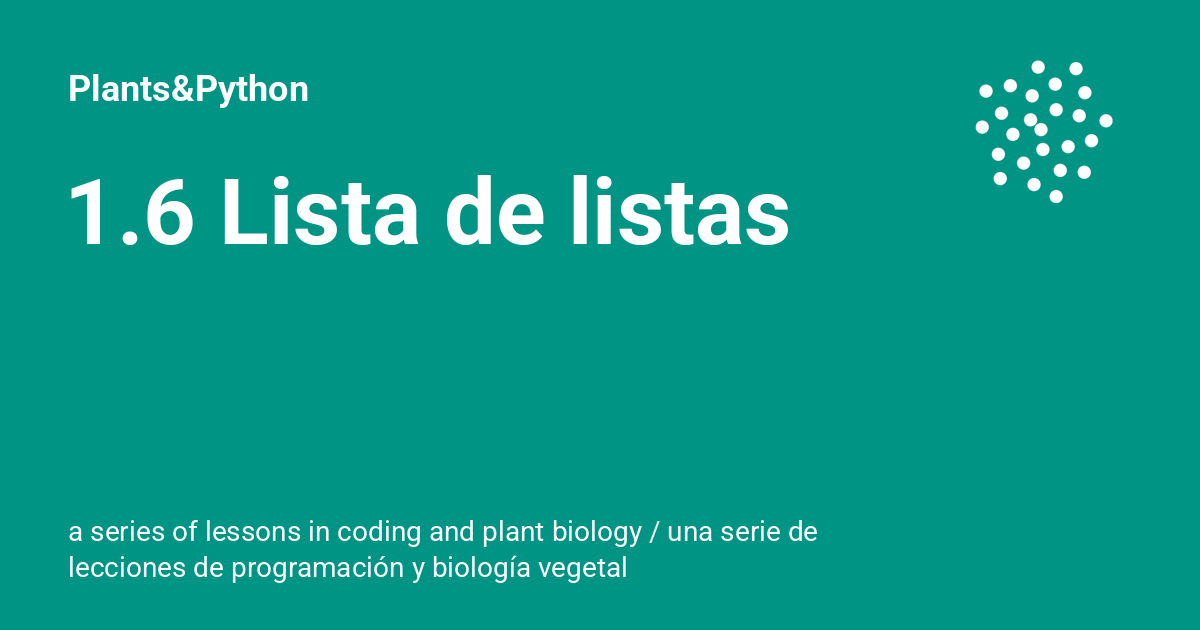 Plants&Python
1.6 Lista de listas
a series of lessons in coding and plant biology / una serie de
lecciones de programación y biología vegetal